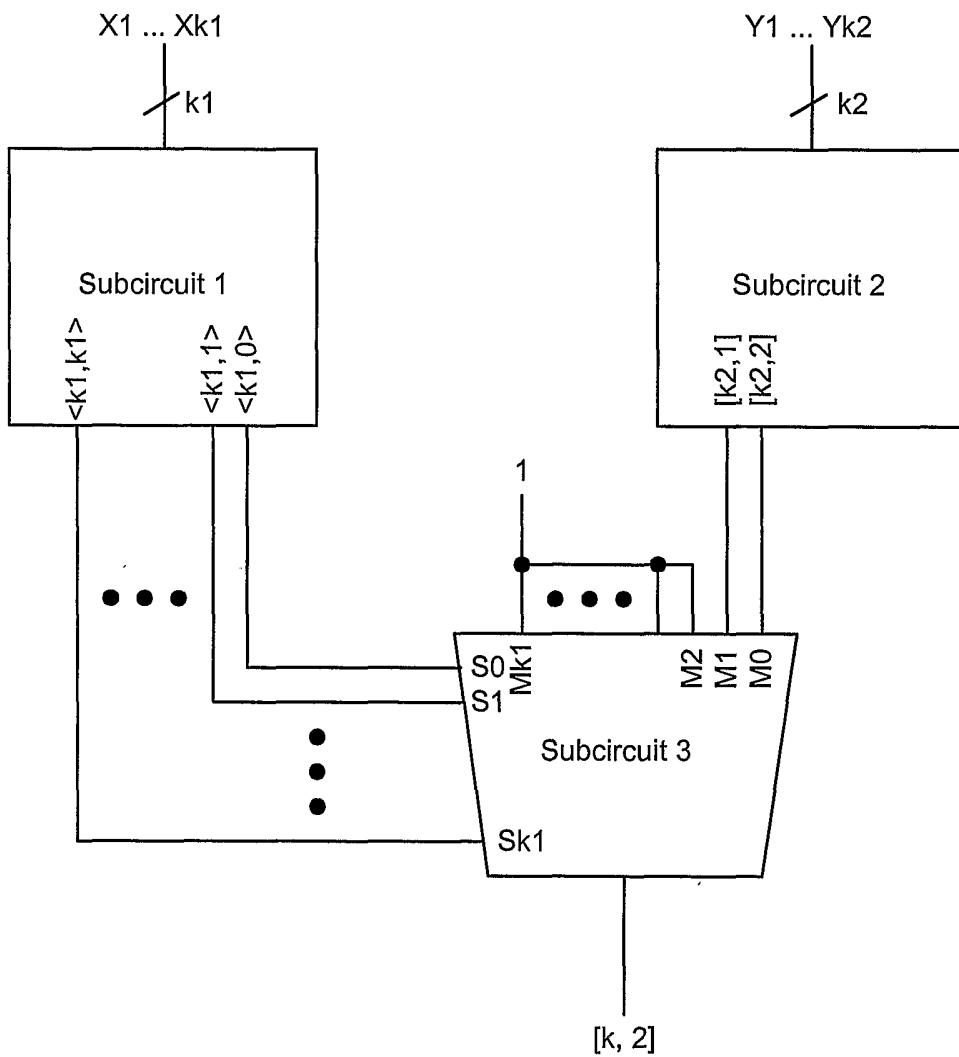 X1 ... Xk1
Y1 ... Yk2
k1
k2
Subcircuit 1
Subcircuit 2
<k1,k1>
<k1,1>
<k1,0>
[k2,1]
[k2,2]
1
S0
Mk1
M2
M1
M0
S1
Subcircuit 3
Sk1
[k, 2]